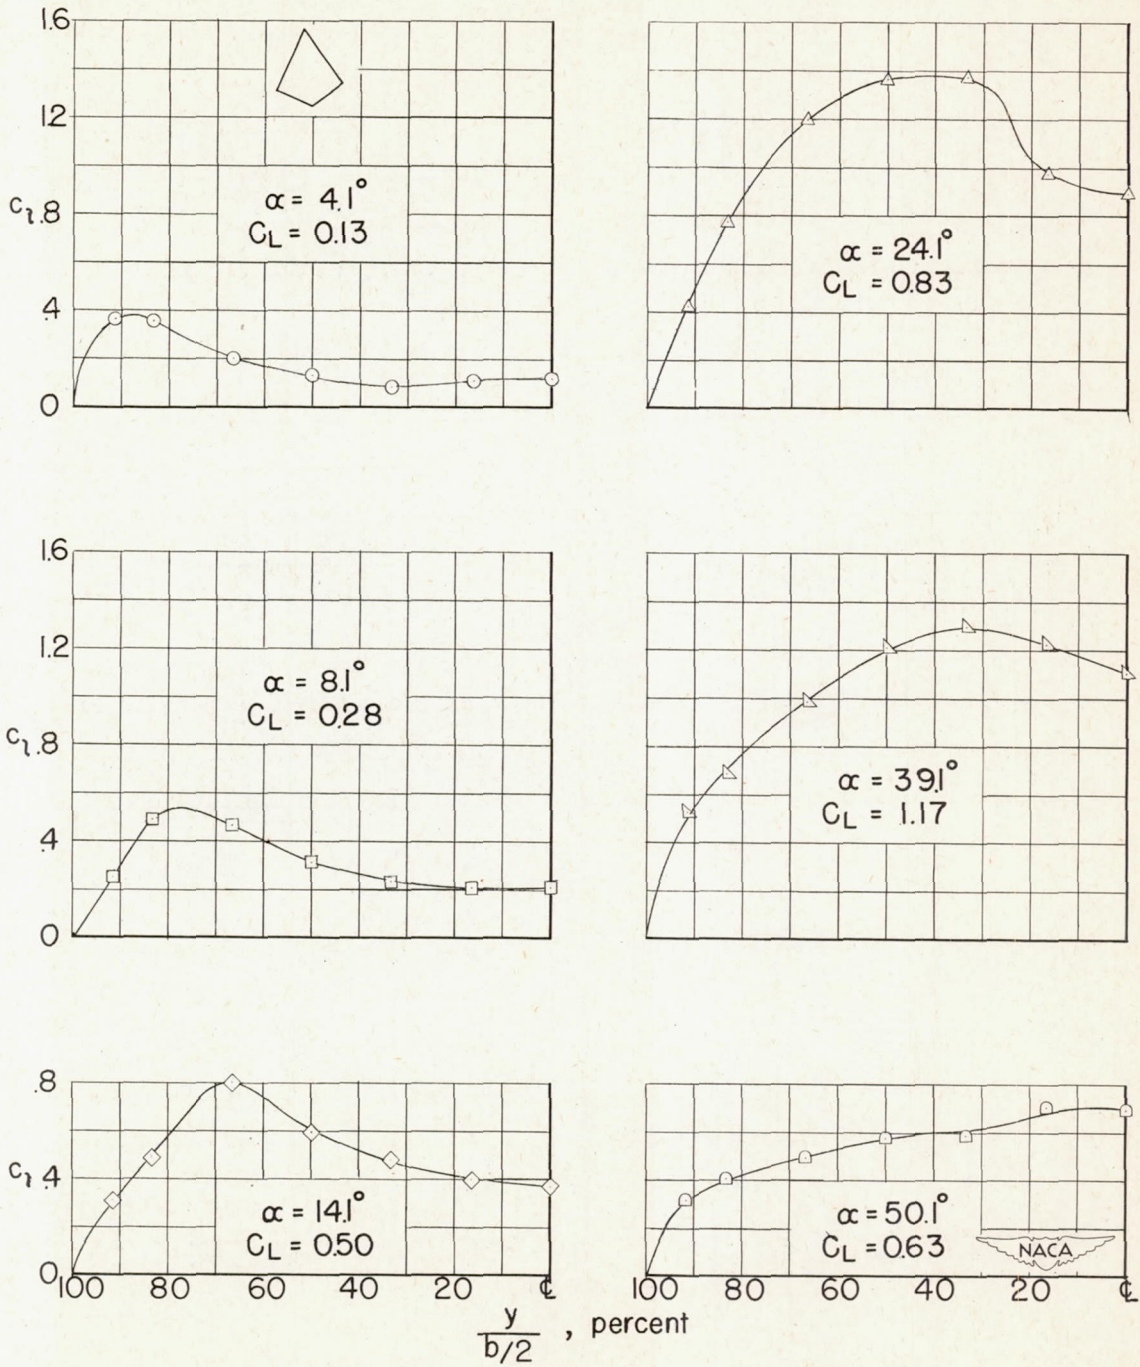 1.6
1.2
.8
.4
0
c_l
α = 4.1°
C_L = 0.13
α = 24.1°
C_L = 0.83
1.6
1.2
.8
.4
0
c_l
α = 8.1°
C_L = 0.28
α = 39.1°
C_L = 1.17
.8
.4
0
c_l
α = 14.1°
C_L = 0.50
α = 50.1°
C_L = 0.63
NACA
100 80 60 40 20 ℄
100 80 60 40 20 ℄
y
b/2
, percent